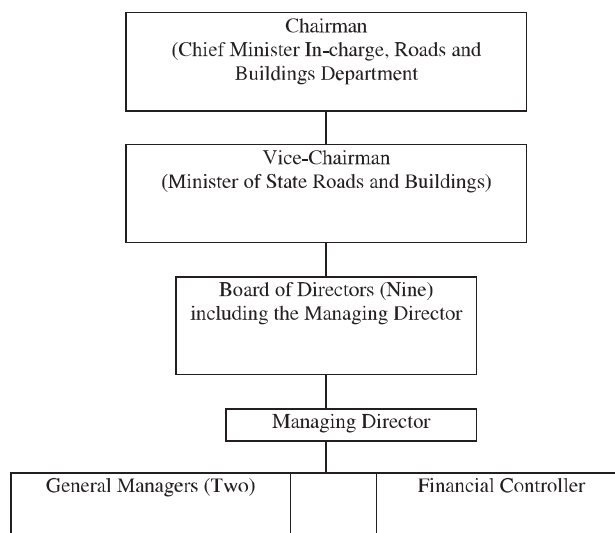 Chairman
(Chief Minister In-charge, Roads and
Buildings Department
Vice-Chairman
(Minister of State Roads and Buildings)
Board of Directors (Nine)
including the Managing Director
Managing Director
General Managers (Two)
Financial Controller